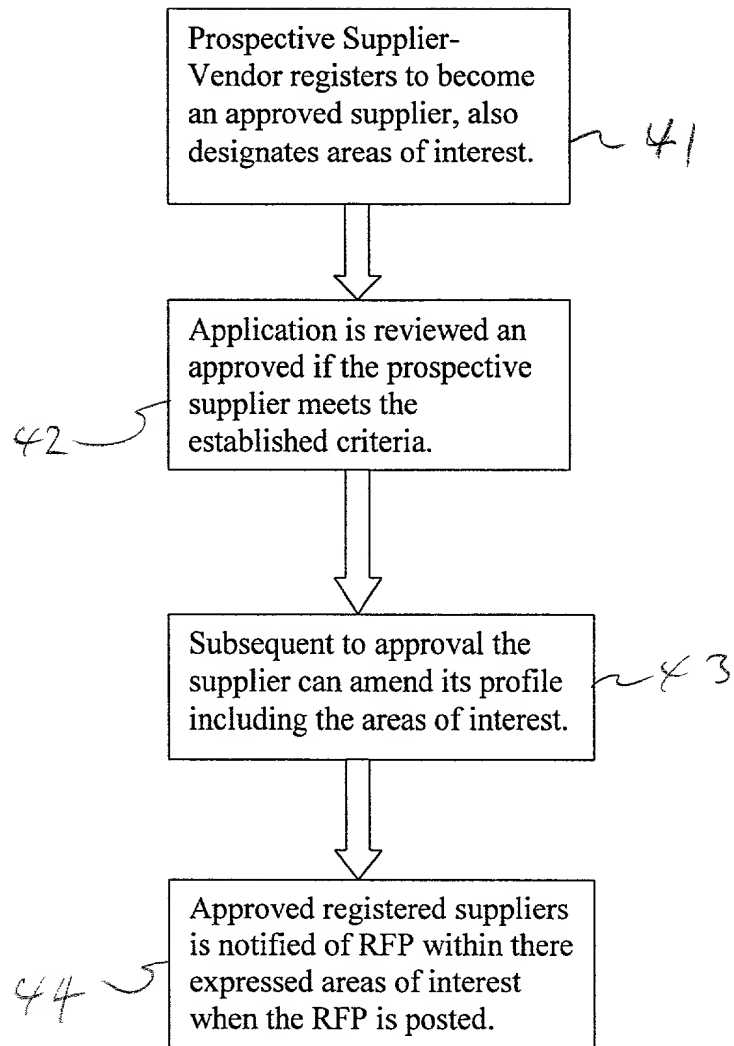 Prospective Supplier-
Vendor registers to become
an approved supplier, also
designates areas of interest.
41
Application is reviewed an
approved if the prospective
supplier meets the
established criteria.
42
Subsequent to approval the
supplier can amend its profile
including the areas of interest.
43
Approved registered suppliers
is notified of RFP within there
expressed areas of interest
when the RFP is posted.
44